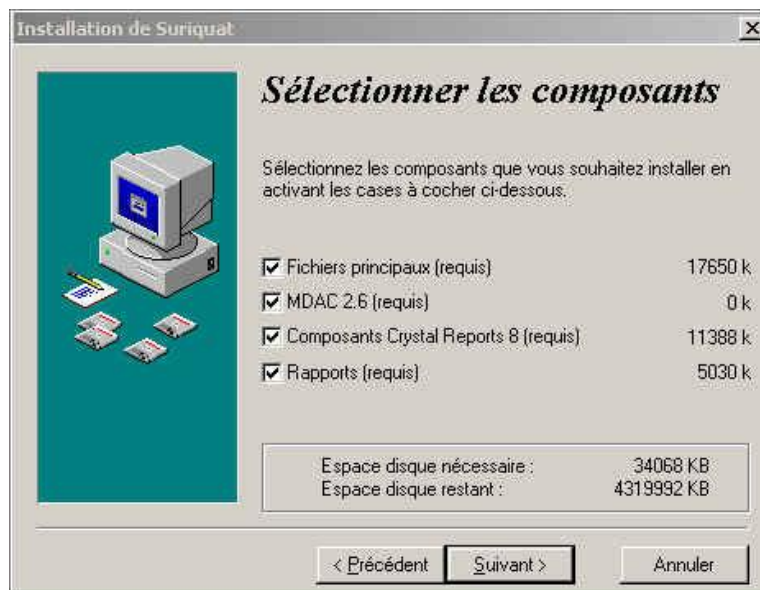 Installation de Suriquat
Sélectionner les composants
Sélectionnez les composants que vous souhaitez installer en
activant les cases à cocher ci-dessous.
Fichiers principaux (requis) 17650 k
MDAC 2.6 (requis) 0 k
Composants Crystal Reports 8 (requis) 11388 k
Rapports (requis) 5030 k
Espace disque nécessaire : 34068 KB
Espace disque restant : 4319992 KB
< Précédent Suivant > Annuler